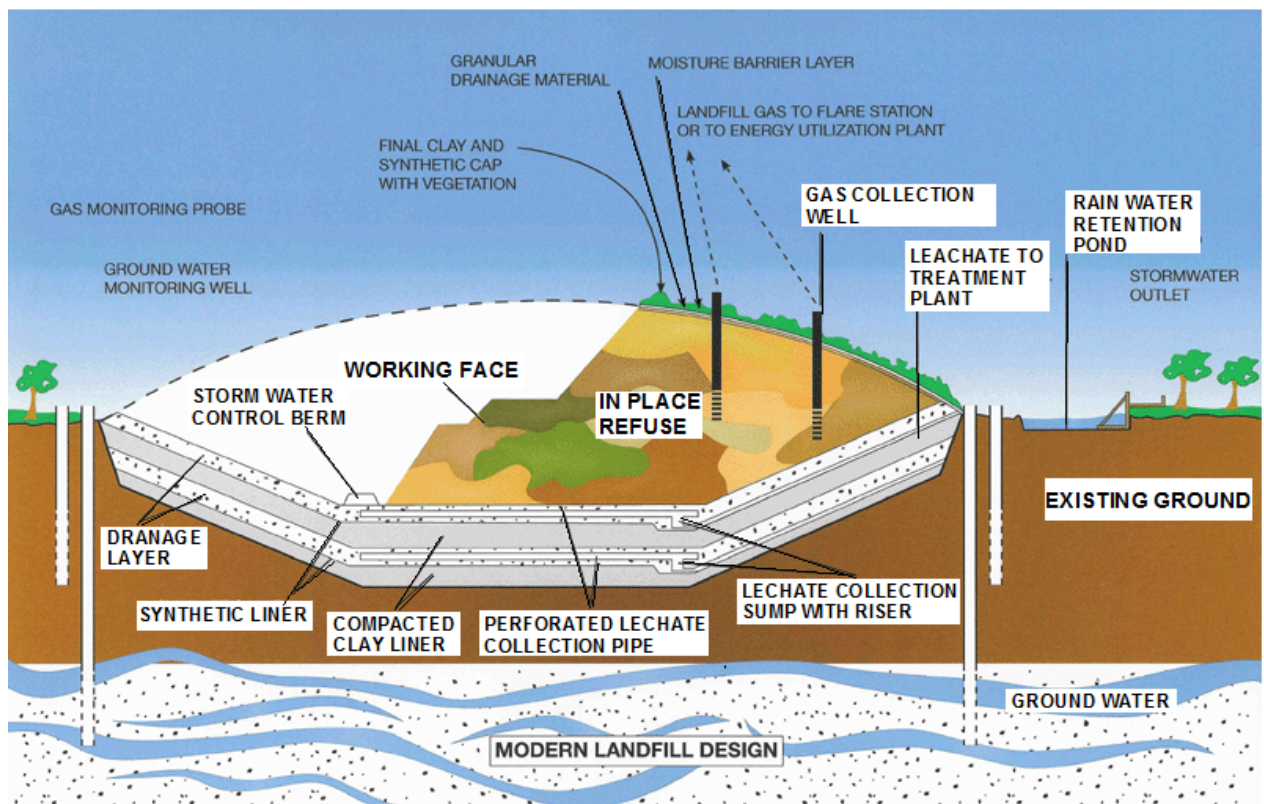 GRANULAR
DRAINAGE MATERIAL
MOISTURE BARRIER LAYER
LANDFILL GAS TO FLARE STATION
OR TO ENERGY UTILIZATION PLANT
FINAL CLAY AND
SYNTHETIC CAP
WITH VEGETATION
GAS MONITORING PROBE
GAS COLLECTION
WELL
RAIN WATER
RETENTION
POND
LEACHATE TO
TREATMENT
PLANT
GROUND WATER
MONITORING WELL
STORMWATER
OUTLET
WORKING FACE
STORM WATER
CONTROL BERM
IN PLACE
REFUSE
EXISTING GROUND
DRANAGE
LAYER
SYNTHETIC LINER
COMPACTED
CLAY LINER
PERFORATED LECHATE
COLLECTION PIPE
LECHATE COLLECTION
SUMP WITH RISER
GROUND WATER
MODERN LANDFILL DESIGN